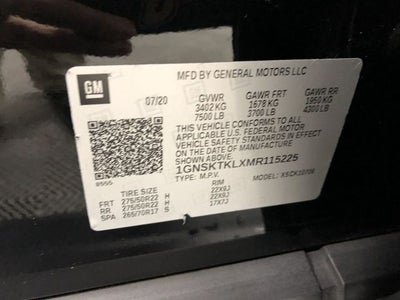 MFD BY GENERAL MOTORS LLC
GM
07/20 GVWR GAWR FRT GAWR RR
3402 KG 1678 KG 1950 KG
7500 LB 3700 LB 4300 LB
THIS VEHICLE CONFORMS TO ALL
APPLICABLE U.S. FEDERAL MOTOR
VEHICLE SAFETY STANDARDS IN EFFECT
ON THE DATE OF MANUFACTURE
SHOWN ABOVE.
1GNSKTKLXMR115225
TYPE: M.P.V. MODEL:
TIRE SIZE RIM
FRT 275/50R22 H 22X9J
RR 275/50R22 H 22X9J
SPA 265/70R17 S 17X7J